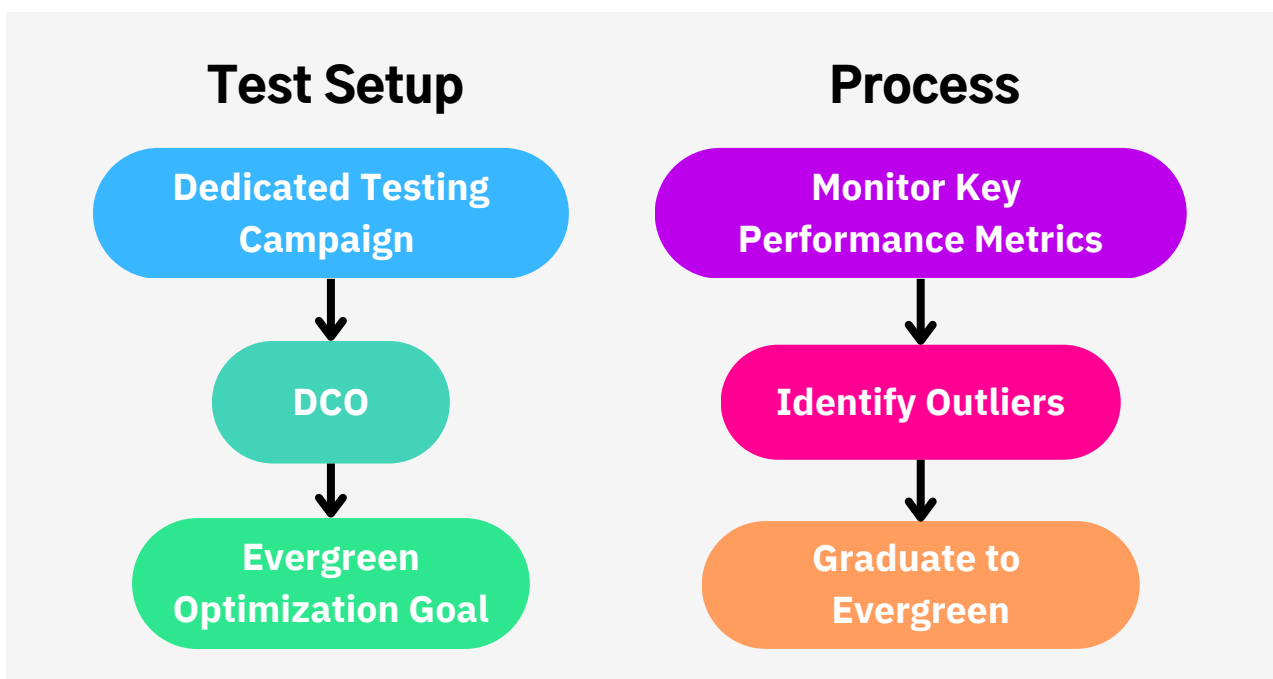 Test Setup
Dedicated Testing
Campaign
DCO
Evergreen
Optimization Goal
Process
Monitor Key
Performance Metrics
Identify Outliers
Graduate to
Evergreen